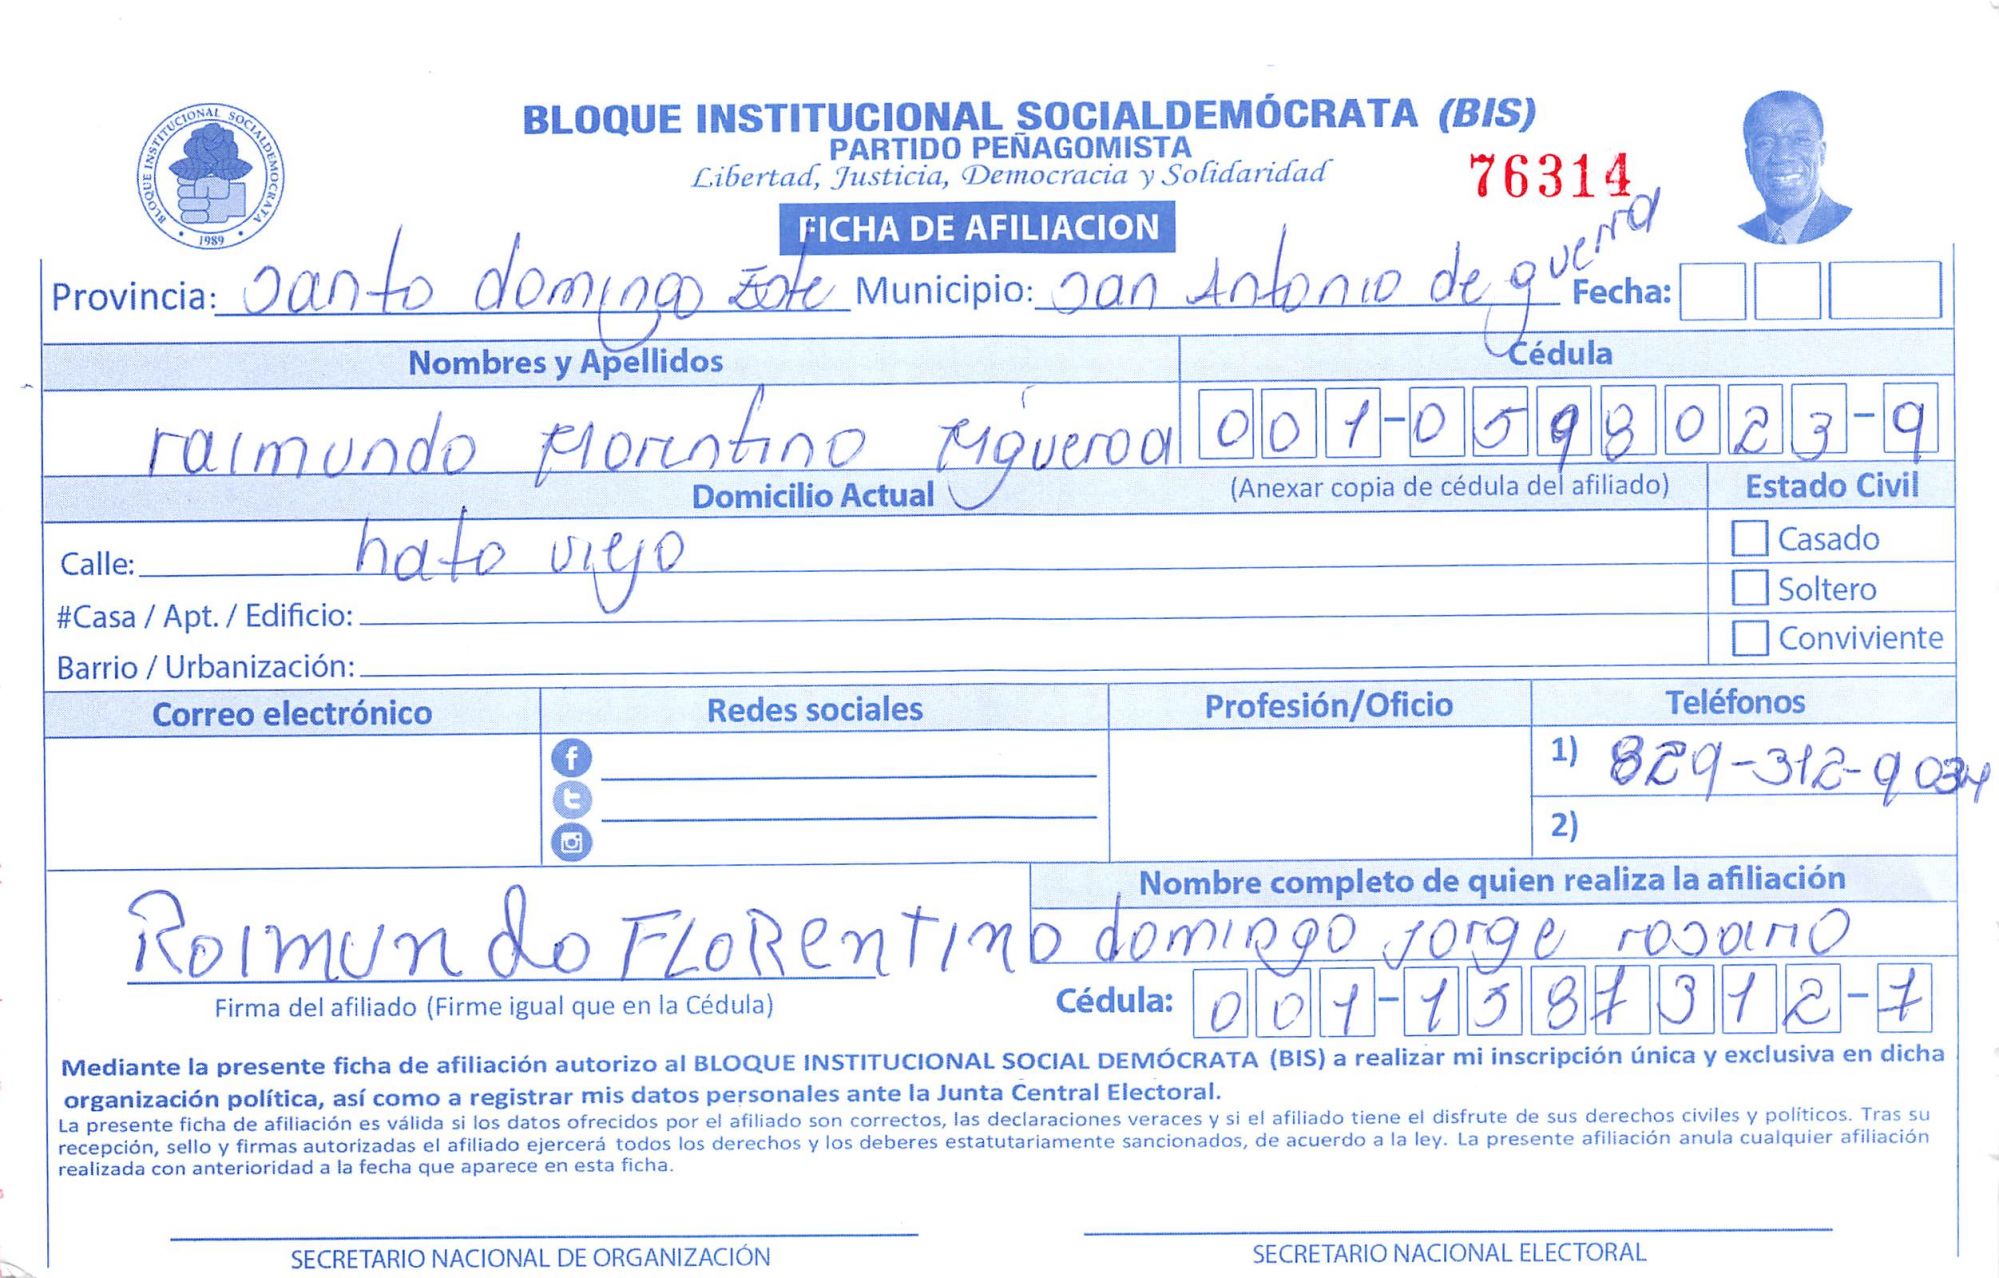 BLOQUE INSTITUCIONAL SOCIALDEMÓCRATA (BIS)
PARTIDO PEÑAGOMISTA
Libertad, Justicia, Democracia y Solidaridad
76314
BLOQUE INSTITUCIONAL SOCIALDEMOCRATA
1989
FICHA DE AFILIACION
Provincia: santo domingo Este Municipio: san Antonio de guerra Fecha:
Nombres y Apellidos Cédula
raimundo Florentino Figueroa 001-0598023-9
Domicilio Actual (Anexar copia de cédula del afiliado) Estado Civil
Calle: hato viejo Casado
#Casa / Apt. / Edificio: Soltero
Barrio / Urbanización: Conviviente
Correo electrónico Redes sociales Profesión/Oficio Teléfonos
1) 829-312-9034
2)
Nombre completo de quien realiza la afiliación
Raimundo FLORentino domingo jorge rosario
Firma del afiliado (Firme igual que en la Cédula) Cédula: 001-1587312-7
Mediante la presente ficha de afiliación autorizo al BLOQUE INSTITUCIONAL SOCIAL DEMÓCRATA (BIS) a realizar mi inscripción única y exclusiva en dicha
organización política, así como a registrar mis datos personales ante la Junta Central Electoral.
La presente ficha de afiliación es válida si los datos ofrecidos por el afiliado son correctos, las declaraciones veraces y si el afiliado tiene el disfrute de sus derechos civiles y políticos. Tras su
recepción, sello y firmas autorizadas el afiliado ejercerá todos los derechos y los deberes estatutariamente sancionados, de acuerdo a la ley. La presente afiliación anula cualquier afiliación
realizada con anterioridad a la fecha que aparece en esta ficha.
SECRETARIO NACIONAL DE ORGANIZACIÓN SECRETARIO NACIONAL ELECTORAL